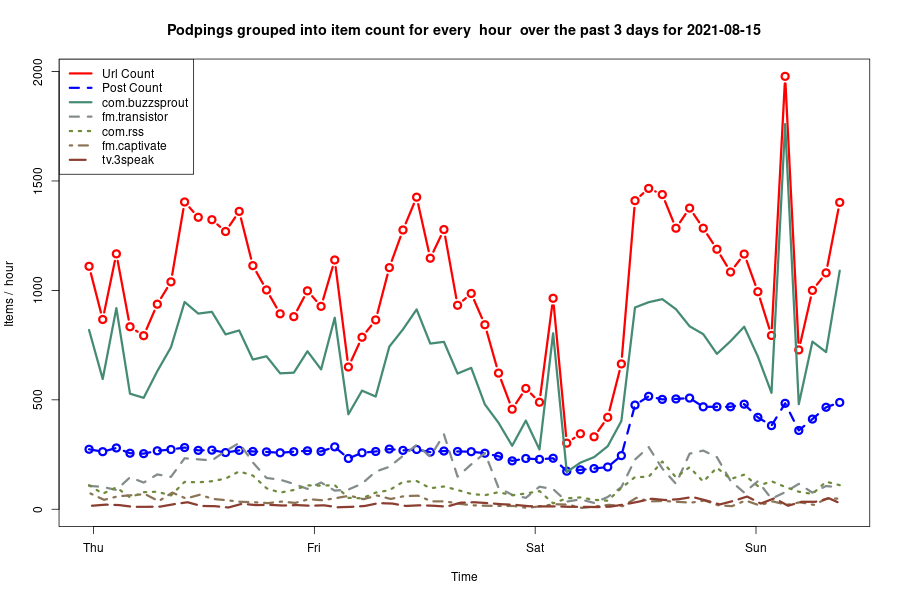 Podpings grouped into item count for every  hour  over the past 3 days for 2021-08-15
Url Count
Post Count
com.buzzsprout
fm.transistor
com.rss
fm.captivate
tv.3speak
Items /  hour
2000
1500
1000
500
0
Thu
Fri
Sat
Sun
Time